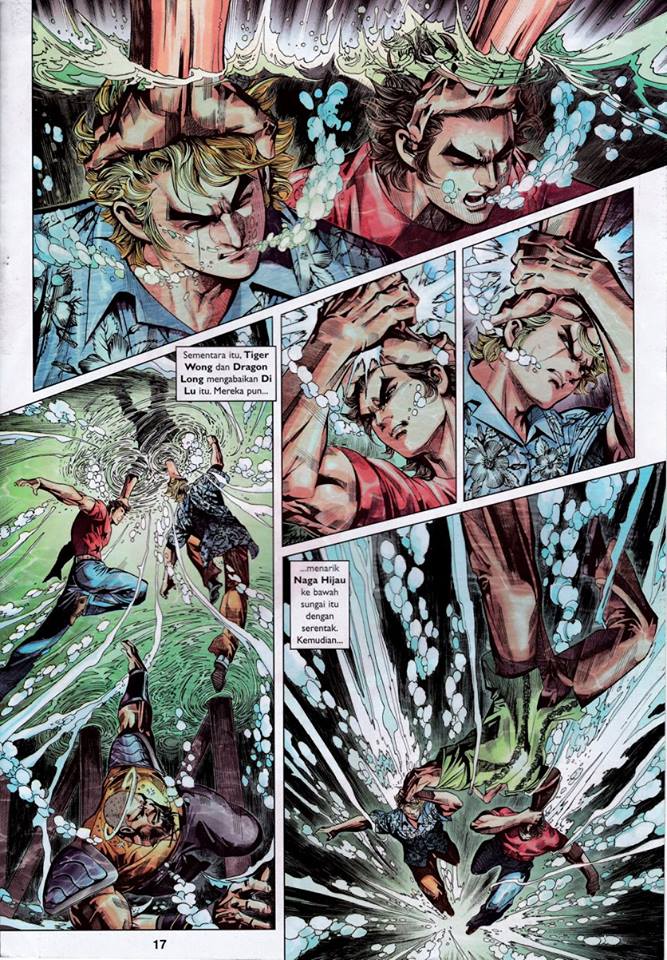 Sementara itu, Tiger
Wong dan Dragon
Long mengabaikan Di
Lu itu. Mereka pun...
...menarik
Naga Hijau
ke bawah
sungai itu
dengan
serentak.
Kemudian...
17